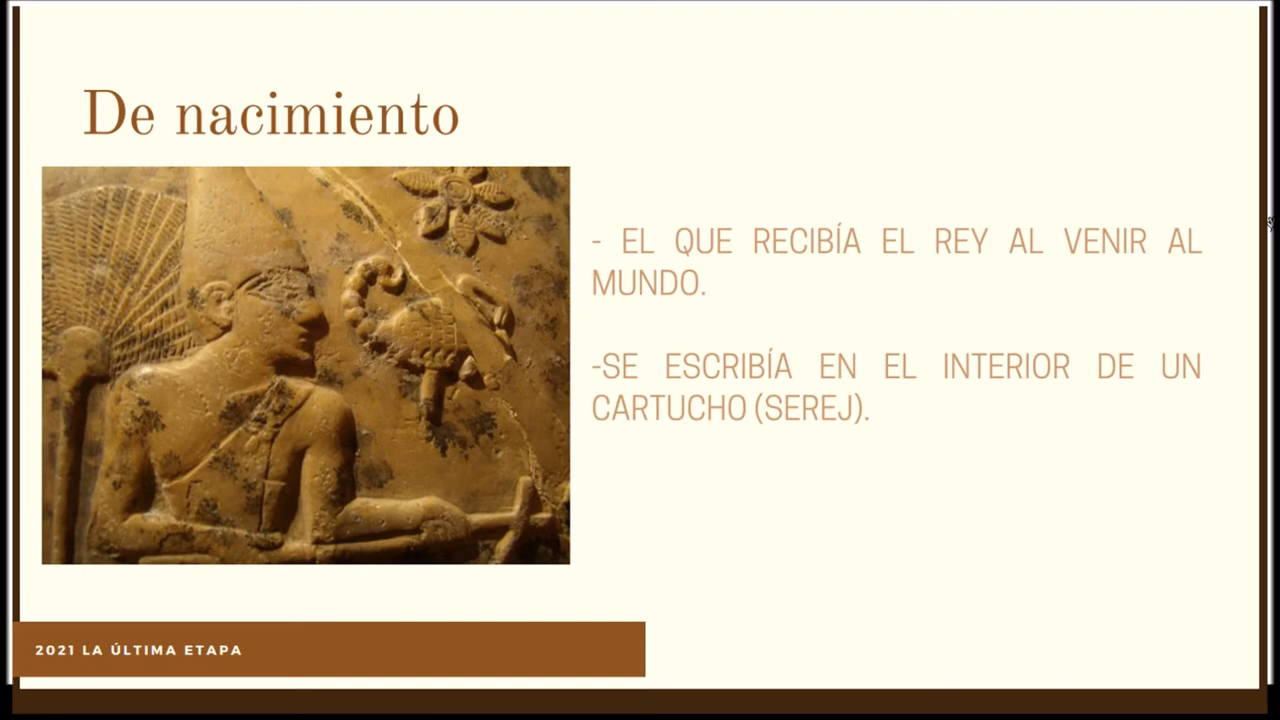 De nacimiento
- EL QUE RECIBÍA EL REY AL VENIR AL
MUNDO.
-SE ESCRIBÍA EN EL INTERIOR DE UN
CARTUCHO (SEREJ).
2021 LA ÚLTIMA ETAPA